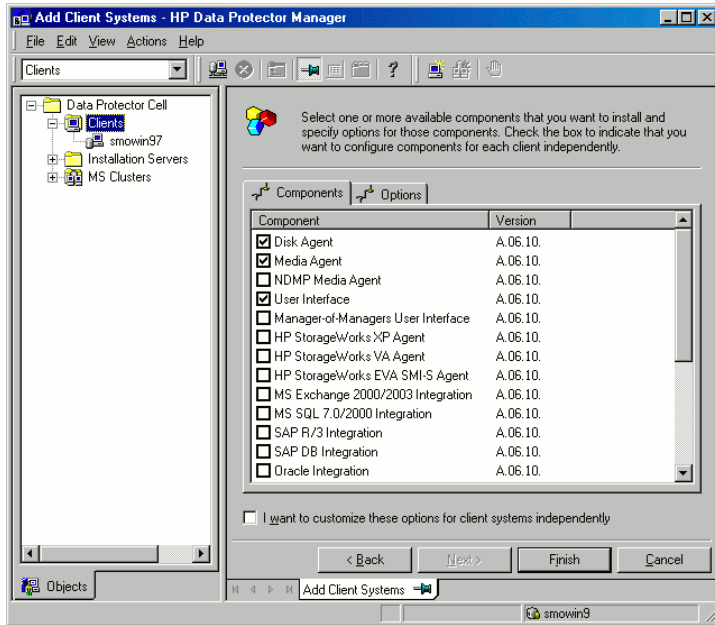 Add Client Systems - HP Data Protector Manager
File Edit View Actions Help
Clients
Data Protector Cell
Clients
smowin97
Installation Servers
MS Clusters
Objects
Select one or more available components that you want to install and
specify options for those components. Check the box to indicate that you
want to configure components for each client independently.
Components Options
Component Version
Disk Agent A.06.10.
Media Agent A.06.10.
NDMP Media Agent A.06.10.
User Interface A.06.10.
Manager-of-Managers User Interface A.06.10.
HP StorageWorks XP Agent A.06.10.
HP StorageWorks VA Agent A.06.10.
HP StorageWorks EVA SMI-S Agent A.06.10.
MS Exchange 2000/2003 Integration A.06.10.
MS SQL 7.0/2000 Integration A.06.10.
SAP R/3 Integration A.06.10.
SAP DB Integration A.06.10.
Oracle Integration A.06.10.
I want to customize these options for client systems independently
< Back Next > Finish Cancel
Add Client Systems
smowin9